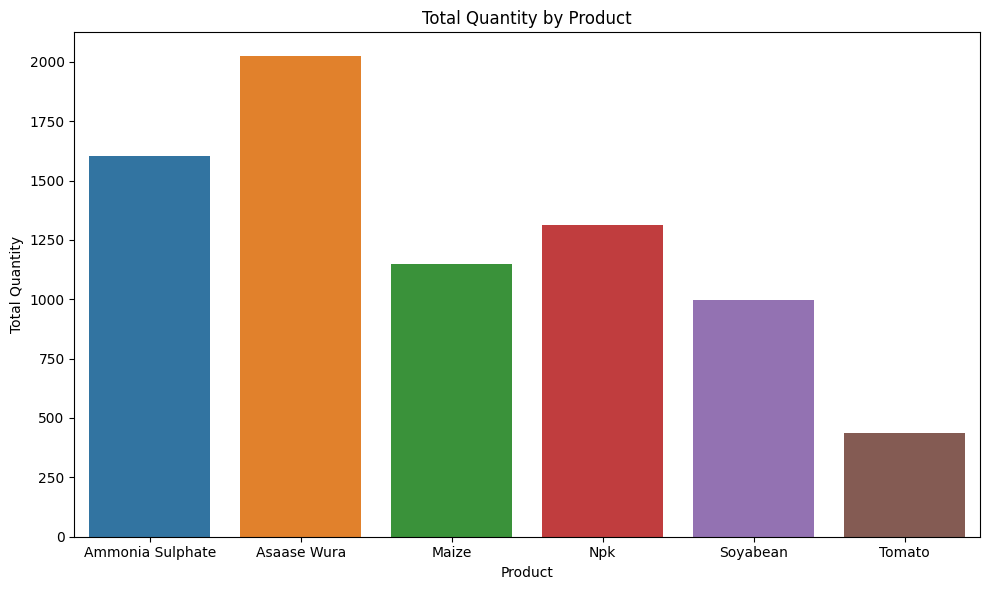 Total Quantity by Product
Total Quantity
2000
1750
1500
1250
1000
750
500
250
0
Ammonia Sulphate
Asaase Wura
Maize
Npk
Soyabean
Tomato
Product